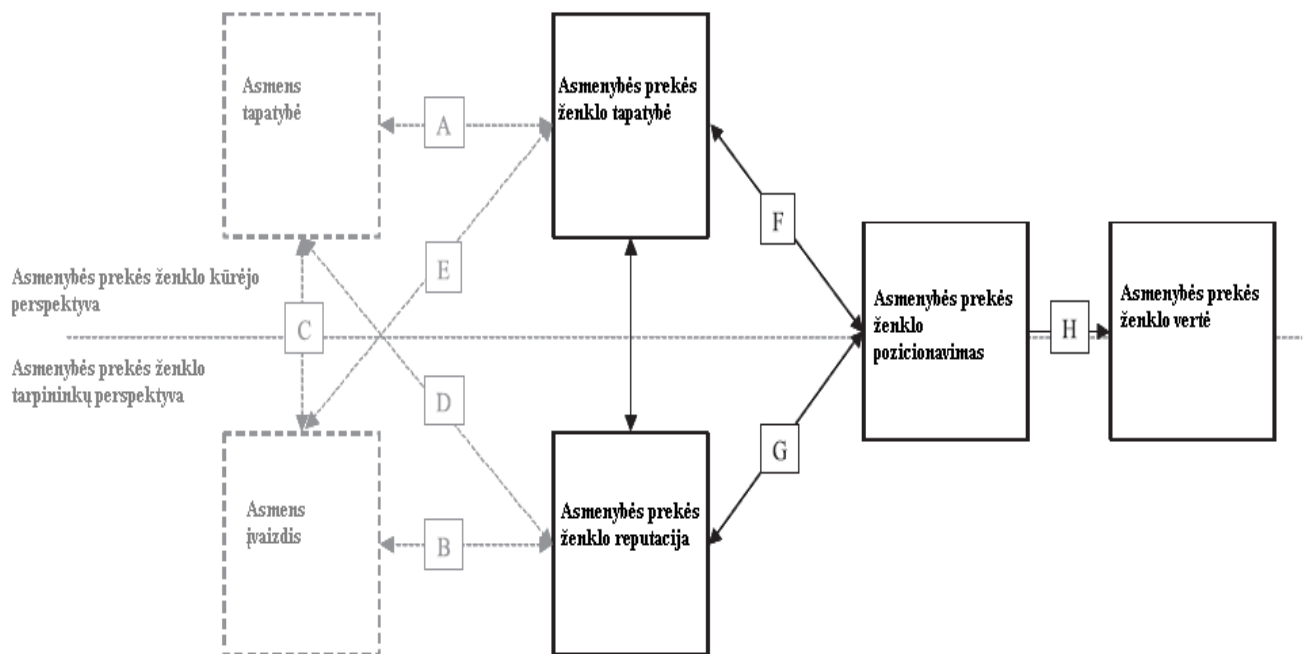 Asmens
tapatybė
A
Asmenybės prekės
ženklo tapatybė
F
E
Asmenybės prekės ženklo kūrėjo
perspektyva
C
Asmenybės prekės
ženklo
pozicionavimas
H
Asmenybės prekės
ženklo vertė
Asmenybės prekės ženklo
tarpininkų perspektyva
D
G
Asmens
įvaizdis
B
Asmenybės prekės
ženklo reputacija